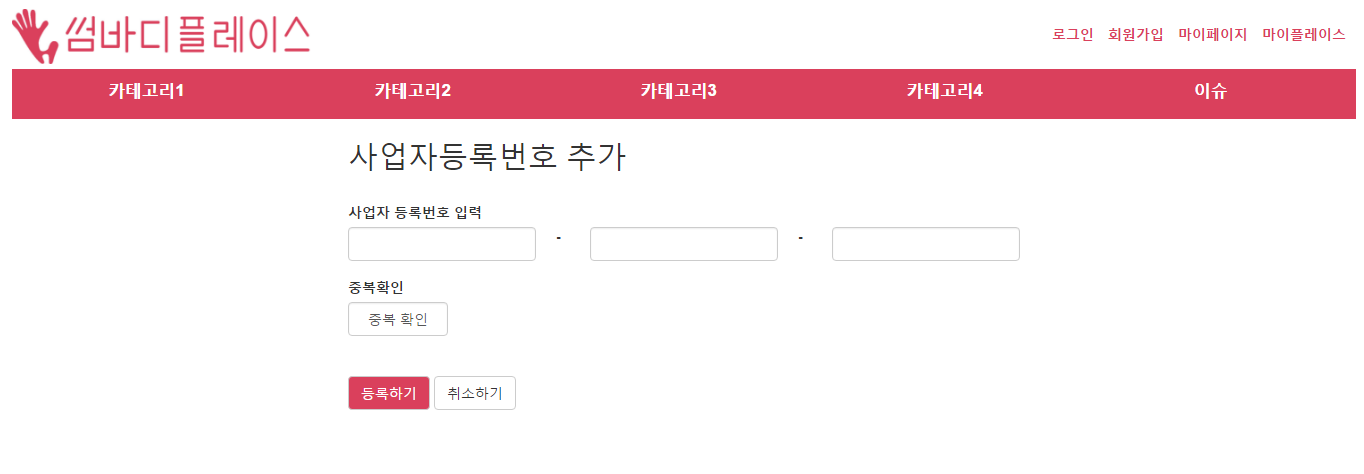 썸바디플레이스
로그인 회원가입 마이페이지 마이플레이스
카테고리1 카테고리2 카테고리3 카테고리4 이슈
사업자등록번호 추가
사업자 등록번호 입력
- -
중복확인
중복 확인
등록하기 취소하기